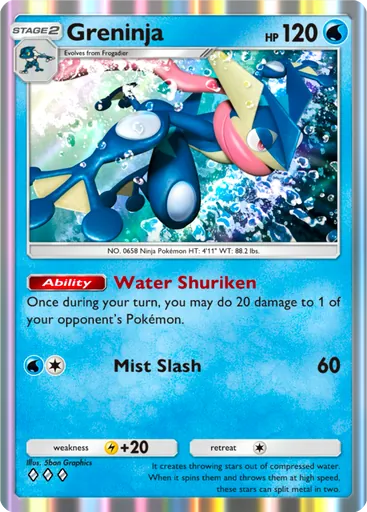 STAGE2 Greninja HP 120
Evolves from Frogadier
NO. 0658 Ninja Pokémon HT: 4'11" WT: 88.2 lbs.
Ability Water Shuriken
Once during your turn, you may do 20 damage to 1 of
your opponent's Pokémon.
Mist Slash 60
weakness +20 retreat
Illus. 5ban Graphics
It creates throwing stars out of compressed water.
When it spins them and throws them at high speed,
these stars can split metal in two.